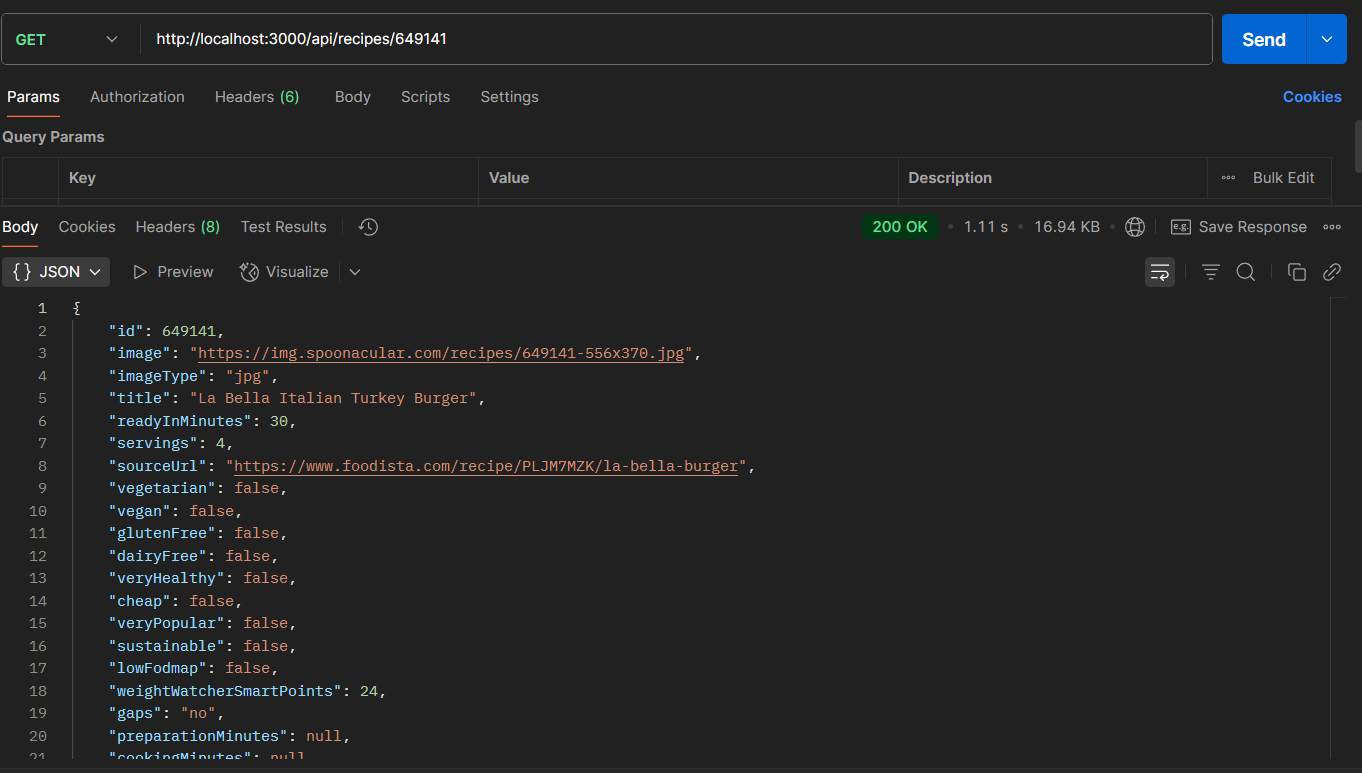 GET http://localhost:3000/api/recipes/649141 Send
Params Authorization Headers (6) Body Scripts Settings Cookies
Query Params
Key Value Description Bulk Edit
Body Cookies Headers (8) Test Results 200 OK • 1.11 s • 16.94 KB • e.g. Save Response
{} JSON Preview Visualize
1 {
2 "id": 649141,
3 "image": "https://img.spoonacular.com/recipes/649141-556x370.jpg",
4 "imageType": "jpg",
5 "title": "La Bella Italian Turkey Burger",
6 "readyInMinutes": 30,
7 "servings": 4,
8 "sourceUrl": "https://www.foodista.com/recipe/PLJM7MZK/la-bella-burger",
9 "vegetarian": false,
10 "vegan": false,
11 "glutenFree": false,
12 "dairyFree": false,
13 "veryHealthy": false,
14 "cheap": false,
15 "veryPopular": false,
16 "sustainable": false,
17 "lowFodmap": false,
18 "weightWatcherSmartPoints": 24,
19 "gaps": "no",
20 "preparationMinutes": null,
21 "cookingMinutes": null